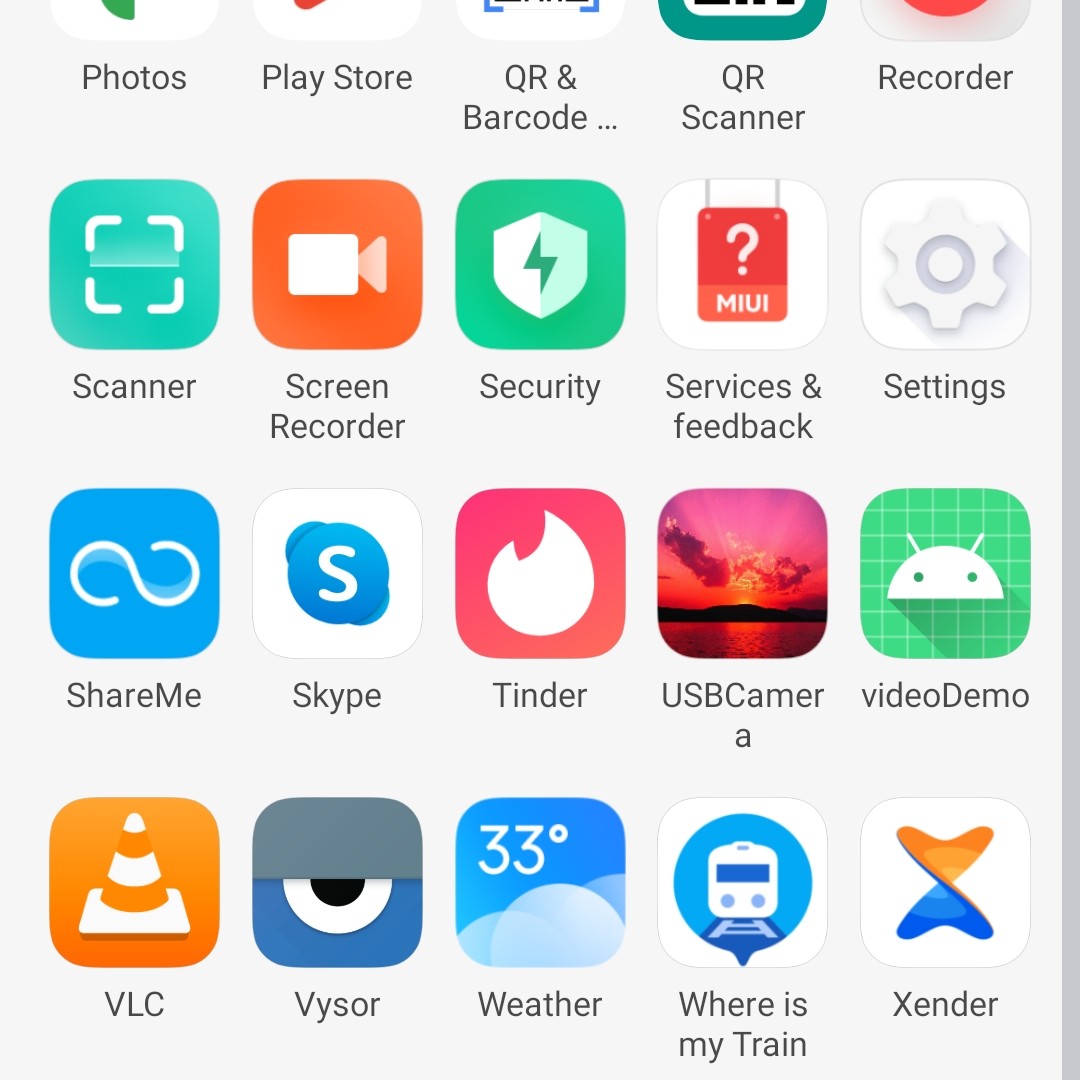 Photos
Play Store
QR &
Barcode ...
QR
Scanner
Recorder
?
MIUI
Scanner
Screen
Recorder
Security
Services &
feedback
Settings
S
ShareMe
Skype
Tinder
USBCamer
a
videoDemo
33°
VLC
Vysor
Weather
Where is
my Train
Xender